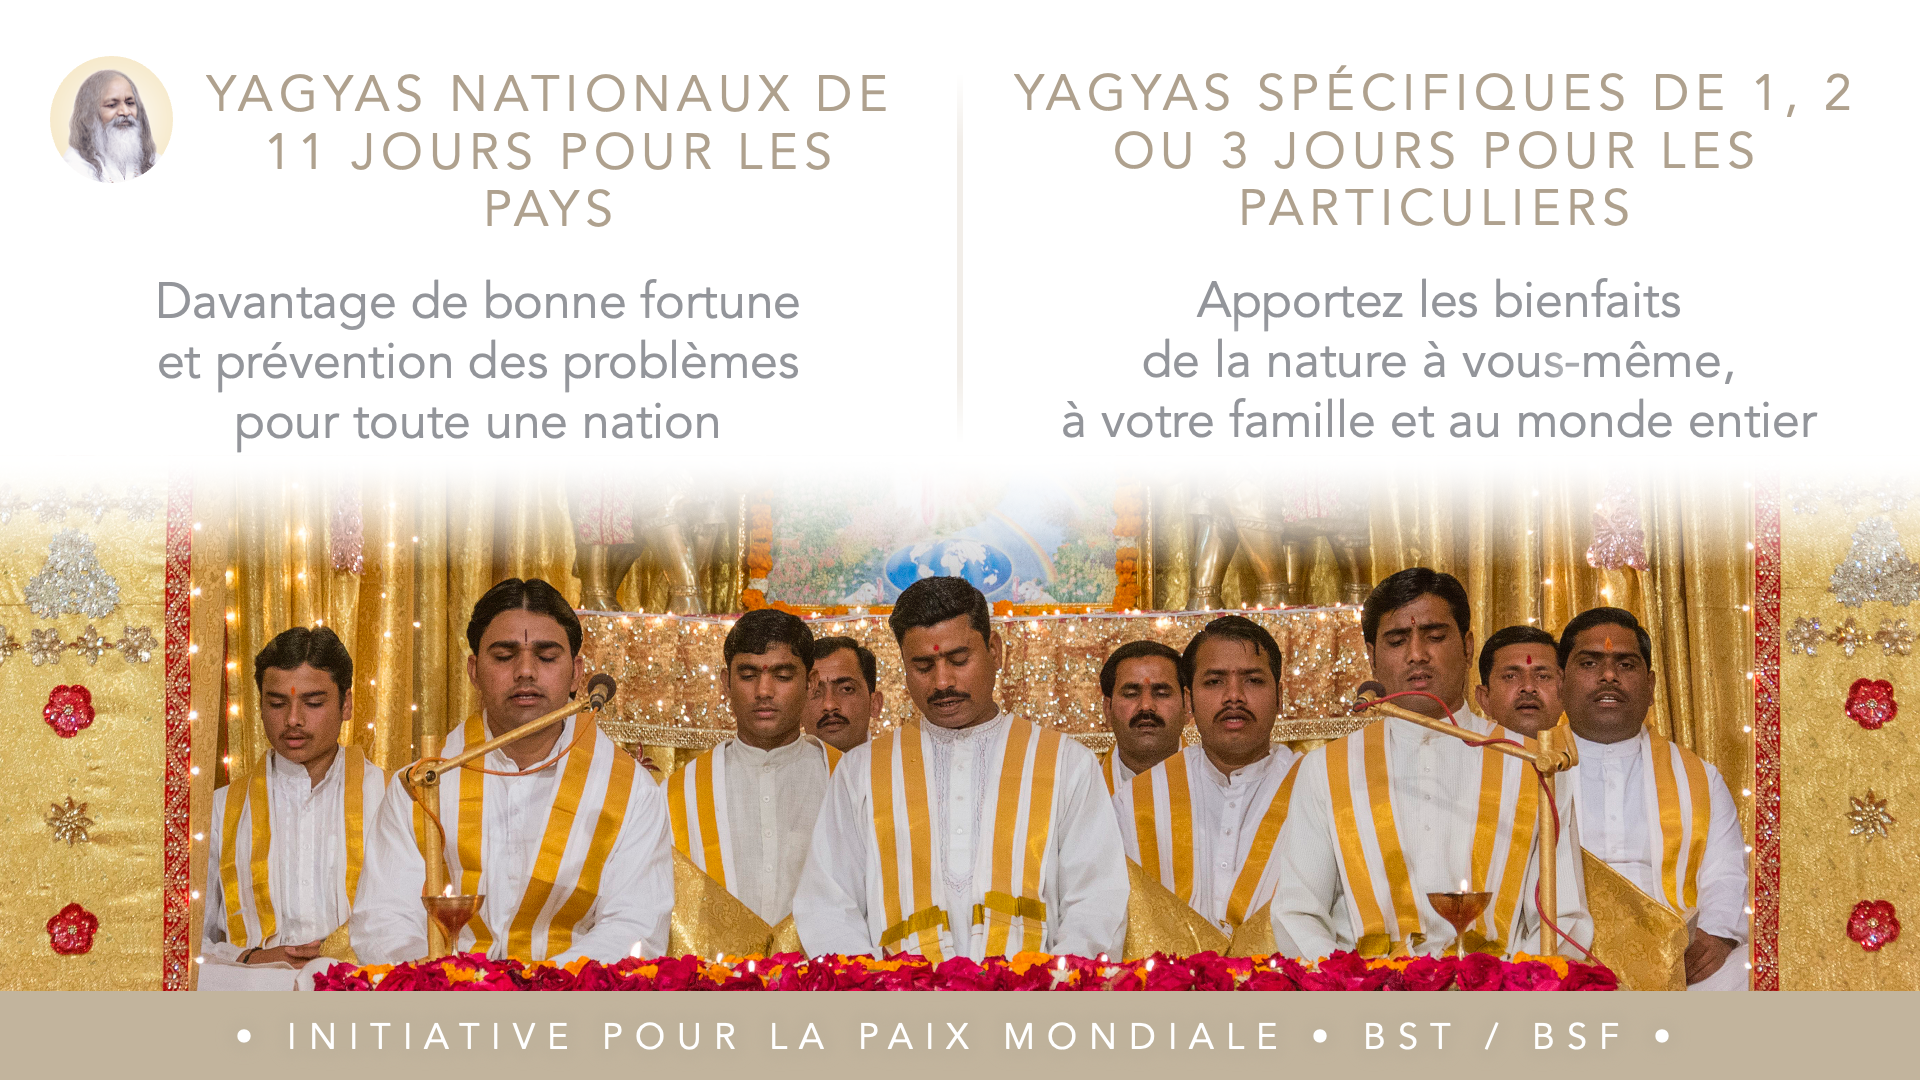 YAGYAS NATIONAUX DE
11 JOURS POUR LES
PAYS
Davantage de bonne fortune
et prévention des problèmes
pour toute une nation
YAGYAS SPÉCIFIQUES DE 1, 2
OU 3 JOURS POUR LES
PARTICULIERS
Apportez les bienfaits
de la nature à vous-même,
à votre famille et au monde entier
• INITIATIVE POUR LA PAIX MONDIALE • BST / BSF •